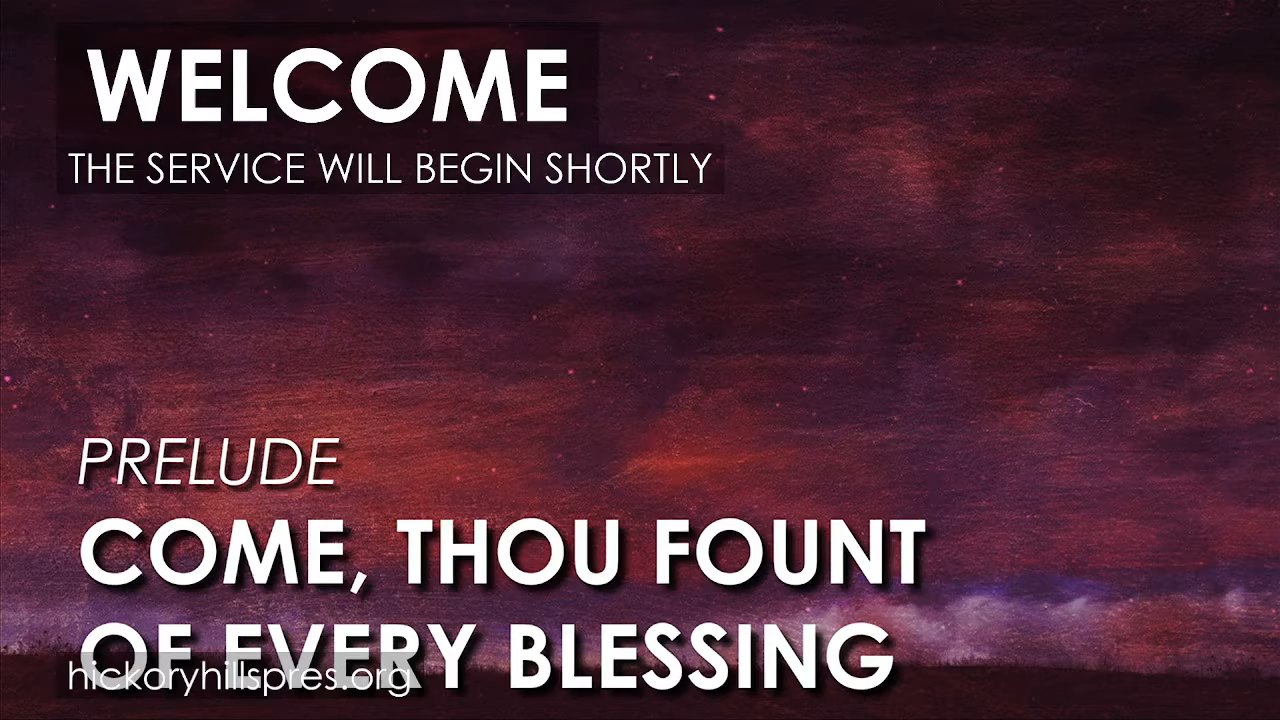 WELCOME
THE SERVICE WILL BEGIN SHORTLY
PRELUDE
COME, THOU FOUNT
OF EVERY BLESSING
hickoryhillspres.org